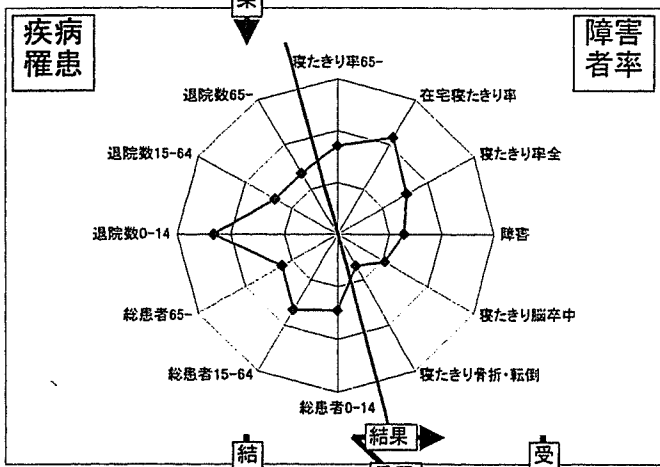 疾病
罹患
障害
者率
寝たきり率65-
在宅寝たきり率
寝たきり率全
障害
寝たきり脳卒中
寝たきり骨折・転倒
総患者0-14
総患者15-64
総患者65-
退院数0-14
退院数15-64
退院数65-
結果
結
受